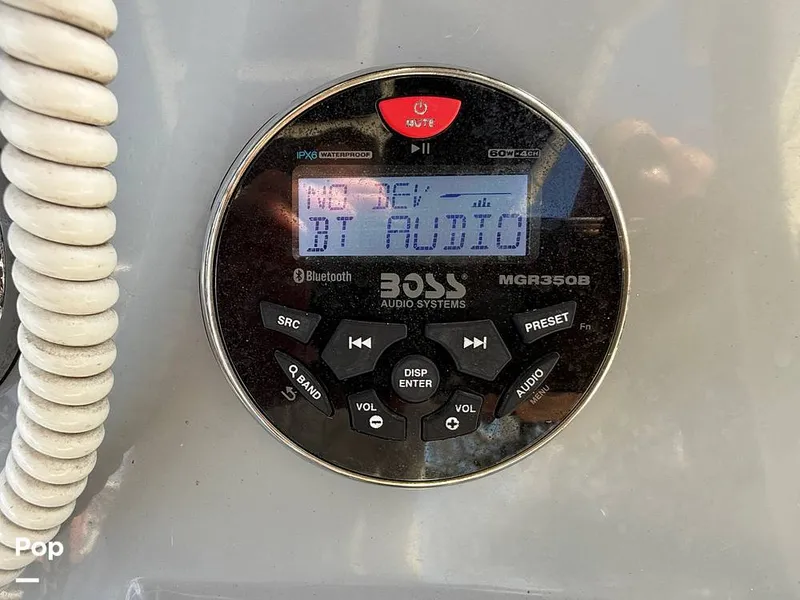 MUTE
IPX6 WATERPROOF
60W×4CH
NO DEV
BT AUDIO
Bluetooth
BOSS
AUDIO SYSTEMS
MGR350B
SRC
PRESET
Fn
Q BAND
DISP
ENTER
AUDIO
MENU
VOL
VOL
Pop